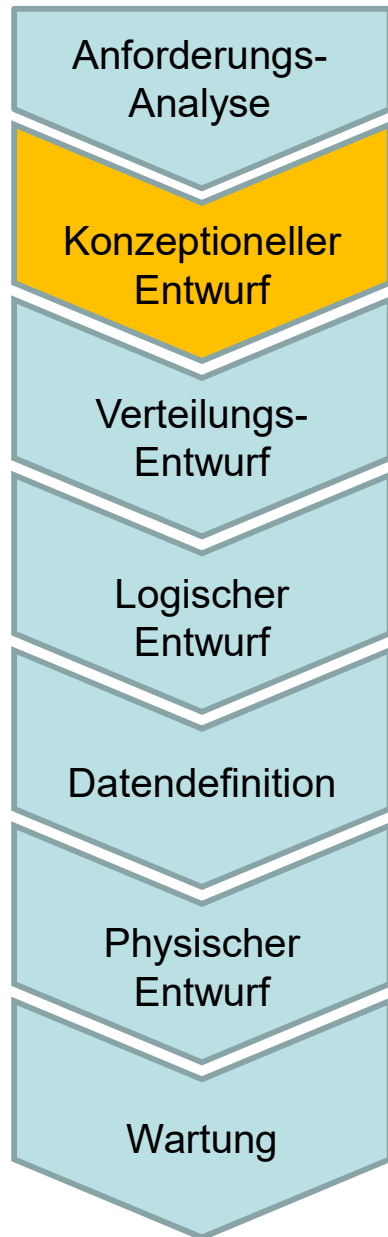 Anforderungs-
Analyse
Konzeptioneller
Entwurf
Verteilungs-
Entwurf
Logischer
Entwurf
Datendefinition
Physischer
Entwurf
Wartung